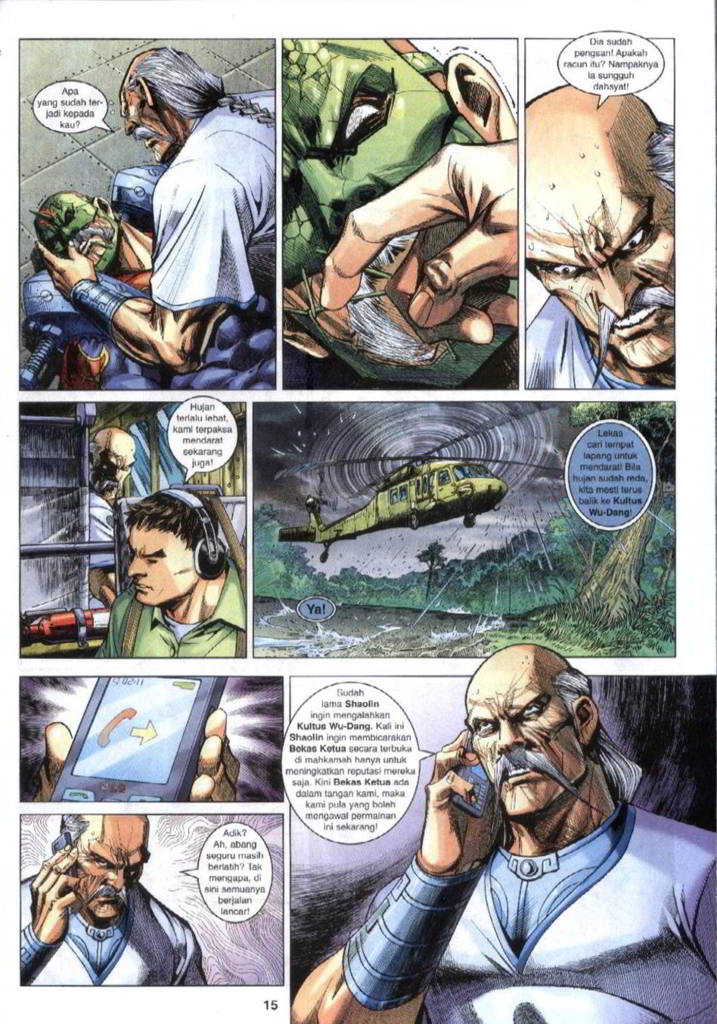 Apa
yang sudah ter-
jadi kepada
kau?
Dia sudah
pengsan! Apakah
racun itu? Nampaknya
ia sungguh
dahsyat!
Hujan
terlalu lebat,
kami terpaksa
mendarat
sekarang
juga!
Lekas
cari tempat
lapang untuk
mendarat! Bila
hujan sudah reda,
kita mesti terus
balik ke Kultus
Wu-Dang!
Ya!
Sudah
lama Shaolin
ingin mengalahkan
Kultus Wu-Dang. Kali ini
Shaolin ingin membicarakan
Bekas Ketua secara terbuka
di mahkamah hanya untuk
meningkatkan reputasi mereka
saja. Kini Bekas Ketua ada
dalam tangan kami, maka
kami pula yang boleh
mengawal permainan
ini sekarang!
Adik?
Ah, abang
seguru masih
berlatih? Tak
mengapa, di
sini semuanya
berjalan
lancar!
15